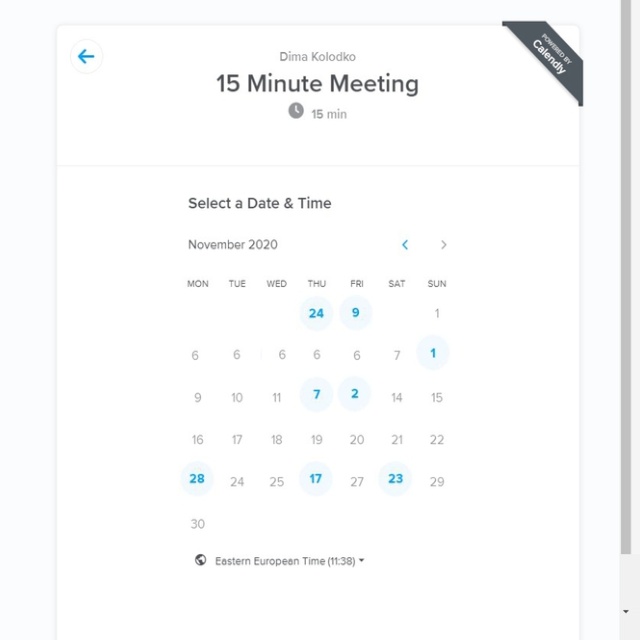 POWERED BY
Calendly
Dima Kolodko
15 Minute Meeting
15 min
Select a Date & Time
November 2020
MON TUE WED THU FRI SAT SUN
24 9 1
6 6 6 6 6 7 1
9 10 11 7 2 14 15
16 17 18 19 20 21 22
28 24 25 17 27 23 29
30
Eastern European Time (11:38)